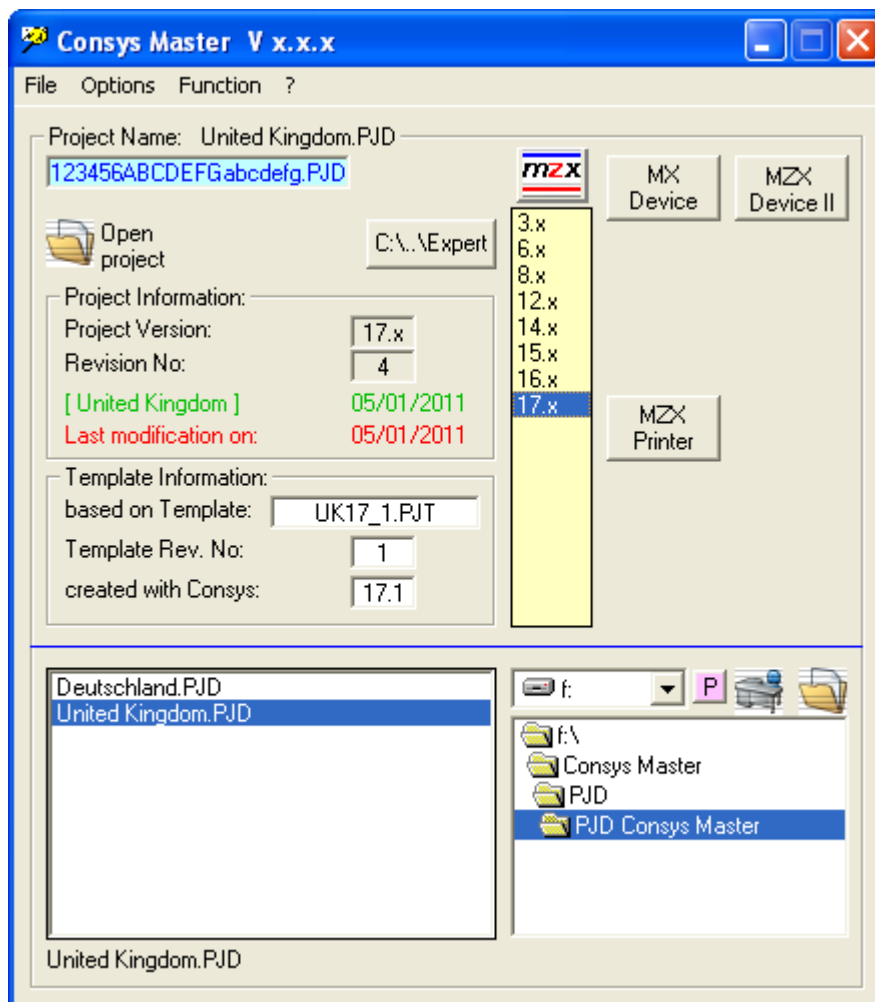 Consys Master V x.x.x
File Options Function ?
Project Name: United Kingdom.PJD
123456ABCDEFGabcdefg.PJD
mzx
MX
Device
MZX
Device II
Open
project
C:\..\Expert
3.x
6.x
8.x
12.x
14.x
15.x
16.x
17.x
MZX
Printer
Project Information:
Project Version: 17.x
Revision No: 4
[ United Kingdom ] 05/01/2011
Last modification on: 05/01/2011
Template Information:
based on Template: UK17_1.PJT
Template Rev. No: 1
created with Consys: 17.1
Deutschland.PJD
United Kingdom.PJD
f:
P
f:\
Consys Master
PJD
PJD Consys Master
United Kingdom.PJD